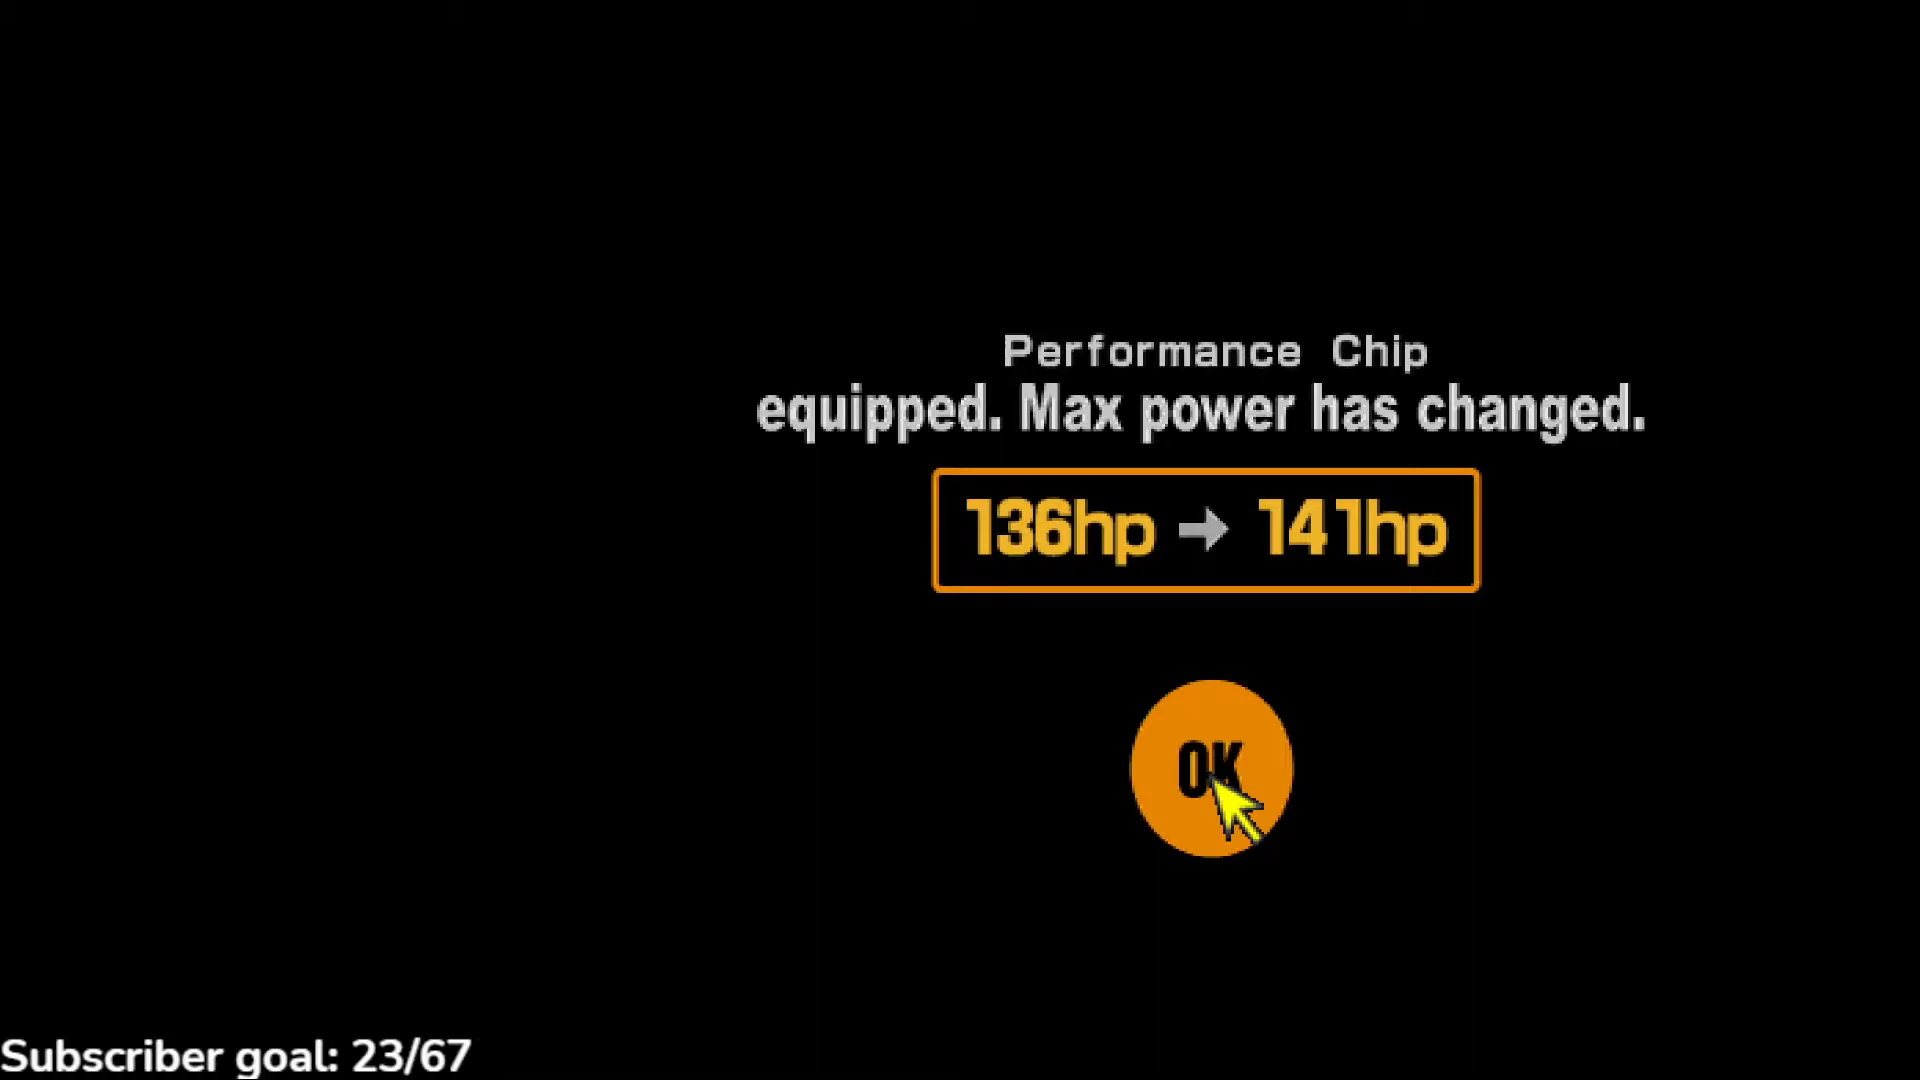 Performance Chip
equipped. Max power has changed.
136hp → 141hp
OK
Subscriber goal: 23/67